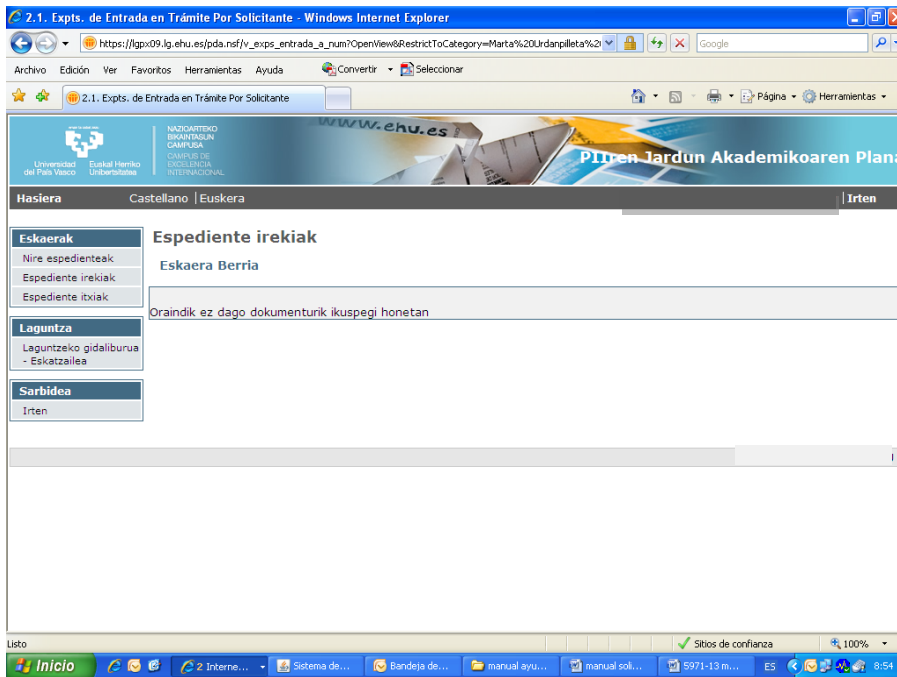 2.1. Expts. de Entrada en Trámite Por Solicitante - Windows Internet Explorer
https://lgpx09.lg.ehu.es/pda.nsf/v_exps_entrada_a_num?OpenView&RestrictToCategory=Marta%20Urdanpilleta%2
Google
Archivo Edición Ver Favoritos Herramientas Ayuda Convertir Seleccionar
2.1. Expts. de Entrada en Trámite Por Solicitante
Página Herramientas
www.ehu.es
NAZIOARTEKO
BIKAINTASUN
CAMPUSA
CAMPUS DE
EXCELENCIA
INTERNACIONAL
Universidad del País Vasco
Euskal Herriko Unibertsitatea
PIIren Jardun Akademikoaren Plana
Hasiera Castellano | Euskera | Irten
Eskaerak
Nire espedienteak
Espediente irekiak
Espediente itxiak
Laguntza
Laguntzeko gidaliburua
- Eskatzailea
Sarbidea
Irten
Espediente irekiak
Eskaera Berria
Oraindik ez dago dokumenturik ikuspegi honetan
Listo Sitios de confianza 100%
Inicio 2 Interne... Sistema de... Bandeja de... manual ayu... manual soli... 5971-13 m... ES 8:54